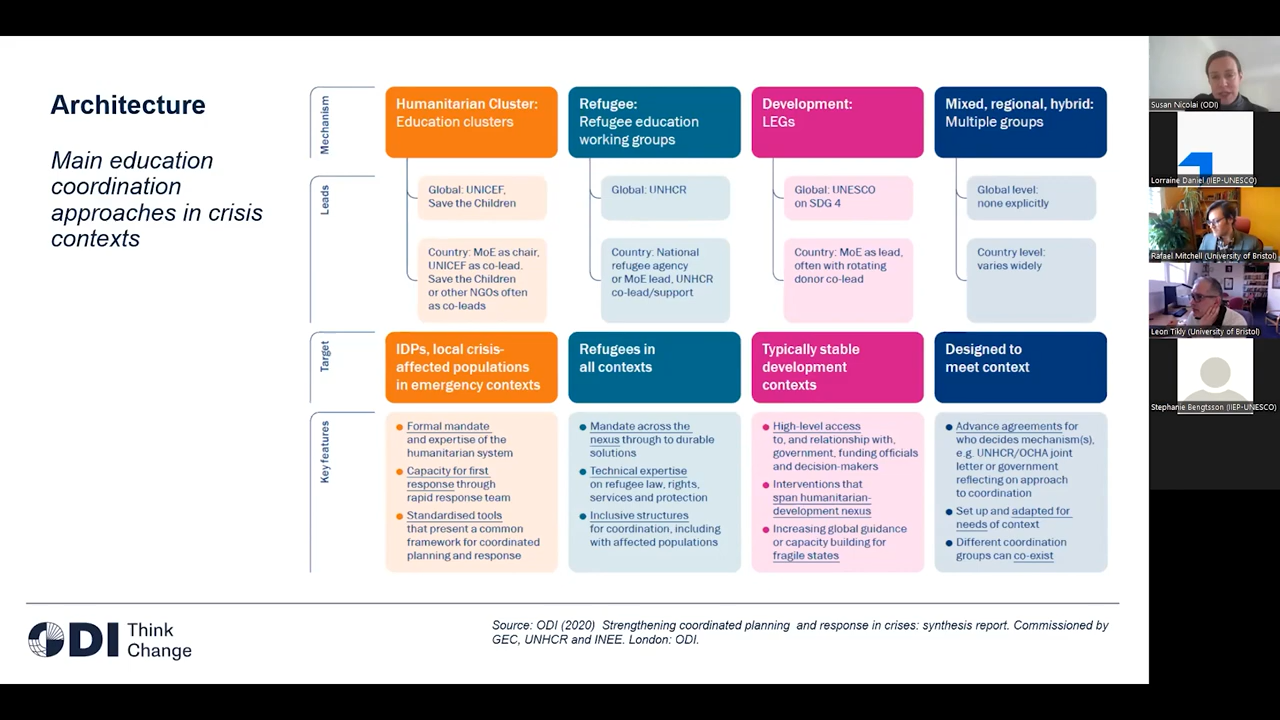 Architecture
Main education
coordination
approaches in crisis
contexts
Mechanism
Humanitarian Cluster:
Education clusters
Refugee:
Refugee education
working groups
Development:
LEGs
Mixed, regional, hybrid:
Multiple groups
Leads
Global: UNICEF,
Save the Children
Global: UNHCR
Global: UNESCO
on SDG 4
Global level:
none explicitly
Country: MoE as chair,
UNICEF as co-lead.
Save the Children
or other NGOs often
as co-leads
Country: National
refugee agency
or MoE lead, UNHCR
co-lead/support
Country: MoE as lead,
often with rotating
donor co-lead
Country level:
varies widely
Target
IDPs, local crisis-
affected populations
in emergency contexts
Refugees in
all contexts
Typically stable
development
contexts
Designed to
meet context
Key features
Formal mandate
and expertise of the
humanitarian system
Capacity for first
response through
rapid response team
Standardised tools
that present a common
framework for coordinated
planning and response
Mandate across the
nexus through to durable
solutions
Technical expertise
on refugee law, rights,
services and protection
Inclusive structures
for coordination, including
with affected populations
High-level access
to, and relationship with,
government, funding officials
and decision-makers
Interventions that
span humanitarian-
development nexus
Increasing global guidance
or capacity building for
fragile states
Advance agreements for
who decides mechanism(s),
e.g. UNHCR/OCHA joint
letter or government
reflecting on approach
to coordination
Set up and adapted for
needs of context
Different coordination
groups can co-exist
ODI Think
Change
Source: ODI (2020) Strengthening coordinated planning and response in crises: synthesis report. Commissioned by
GEC, UNHCR and INEE. London: ODI.
Susan Nicolai (ODI)
Lorraine Daniel (IIEP-UNESCO)
Rafael Mitchell (University of Bristol)
Leon Tikly (University of Bristol)
Stephanie Bengtsson (IIEP-UNESCO)